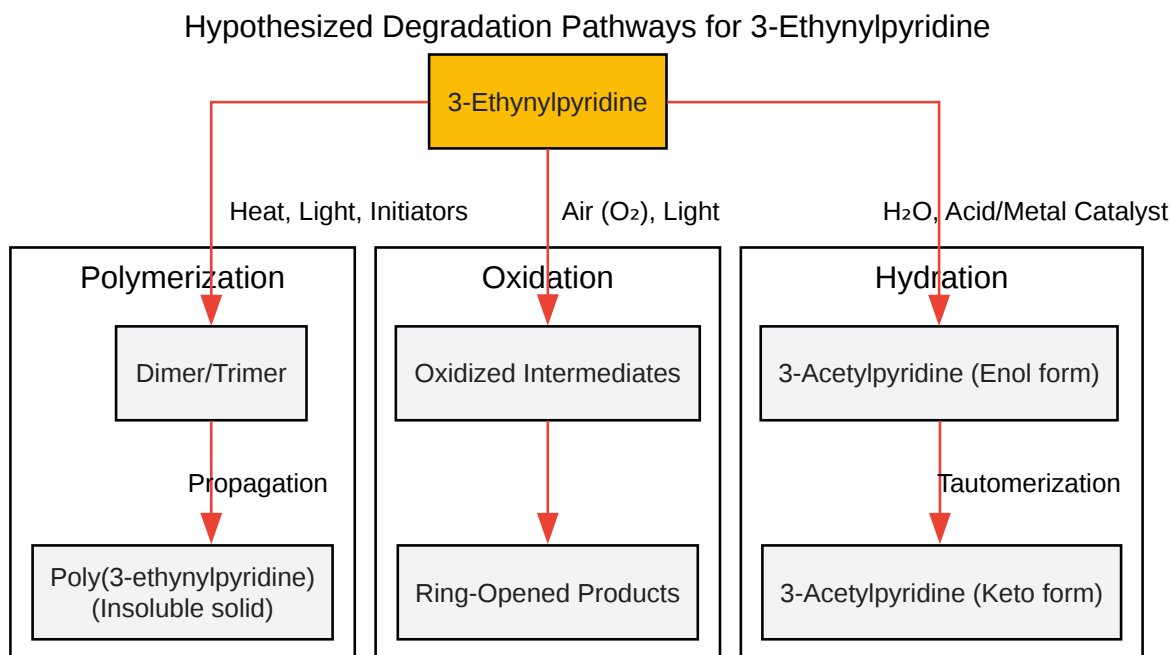 Hypothesized Degradation Pathways for 3-Ethynylpyridine
3-Ethynylpyridine
Heat, Light, Initiators
Air (O₂), Light
H₂O, Acid/Metal Catalyst
Polymerization
Oxidation
Hydration
Dimer/Trimer
Oxidized Intermediates
3-Acetylpyridine (Enol form)
Propagation
Tautomerization
Poly(3-ethynylpyridine)
(Insoluble solid)
Ring-Opened Products
3-Acetylpyridine (Keto form)